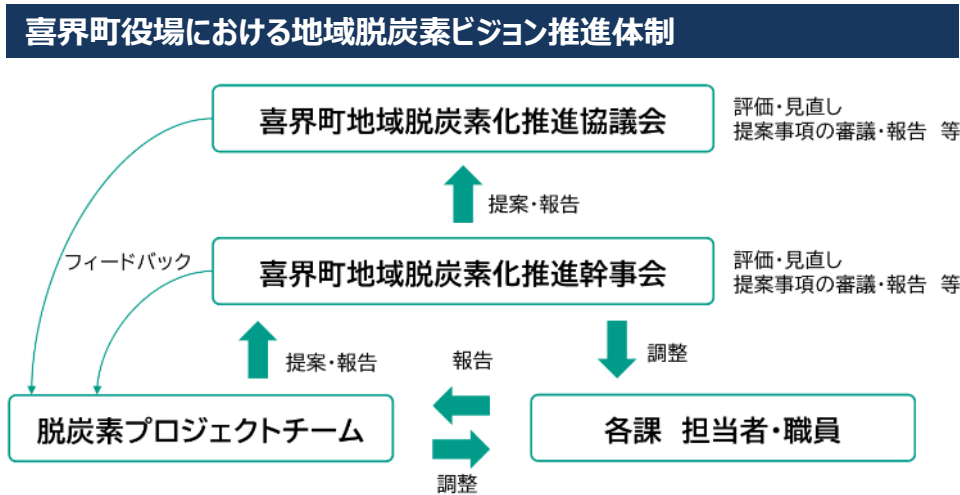 喜界町役場における地域脱炭素ビジョン推進体制
喜界町地域脱炭素化推進協議会
評価・見直し
提案事項の審議・報告　等
提案・報告
フィードバック
喜界町地域脱炭素化推進幹事会
評価・見直し
提案事項の審議・報告　等
提案・報告
報告
調整
脱炭素プロジェクトチーム
各課　担当者・職員
調整